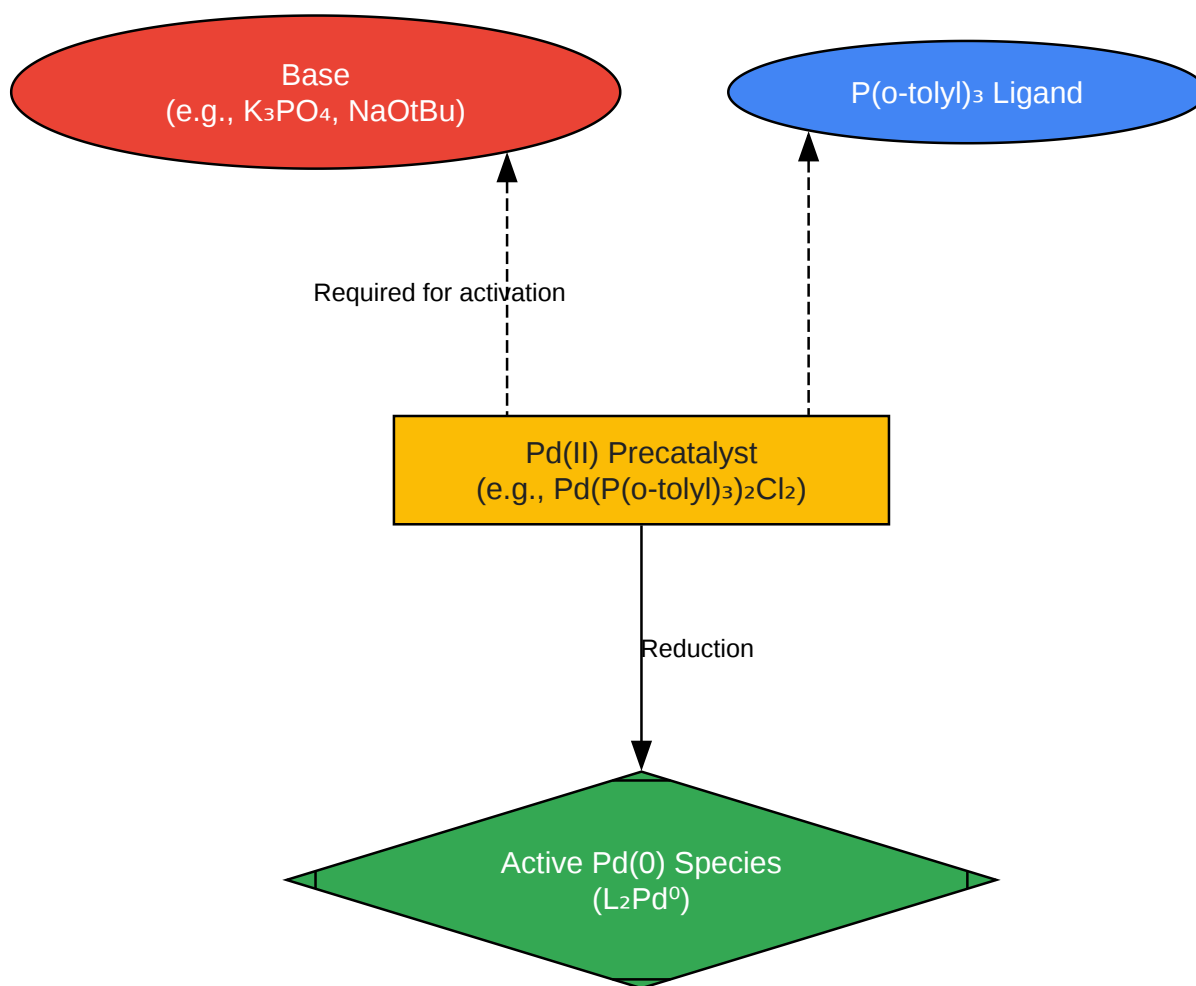 Base
(e.g., K₃PO₄, NaOtBu)
P(o-tolyl)₃ Ligand
Required for activation
Pd(II) Precatalyst
(e.g., Pd(P(o-tolyl)₃)₂Cl₂)
Reduction
Active Pd(0) Species
(L₂Pd⁰)